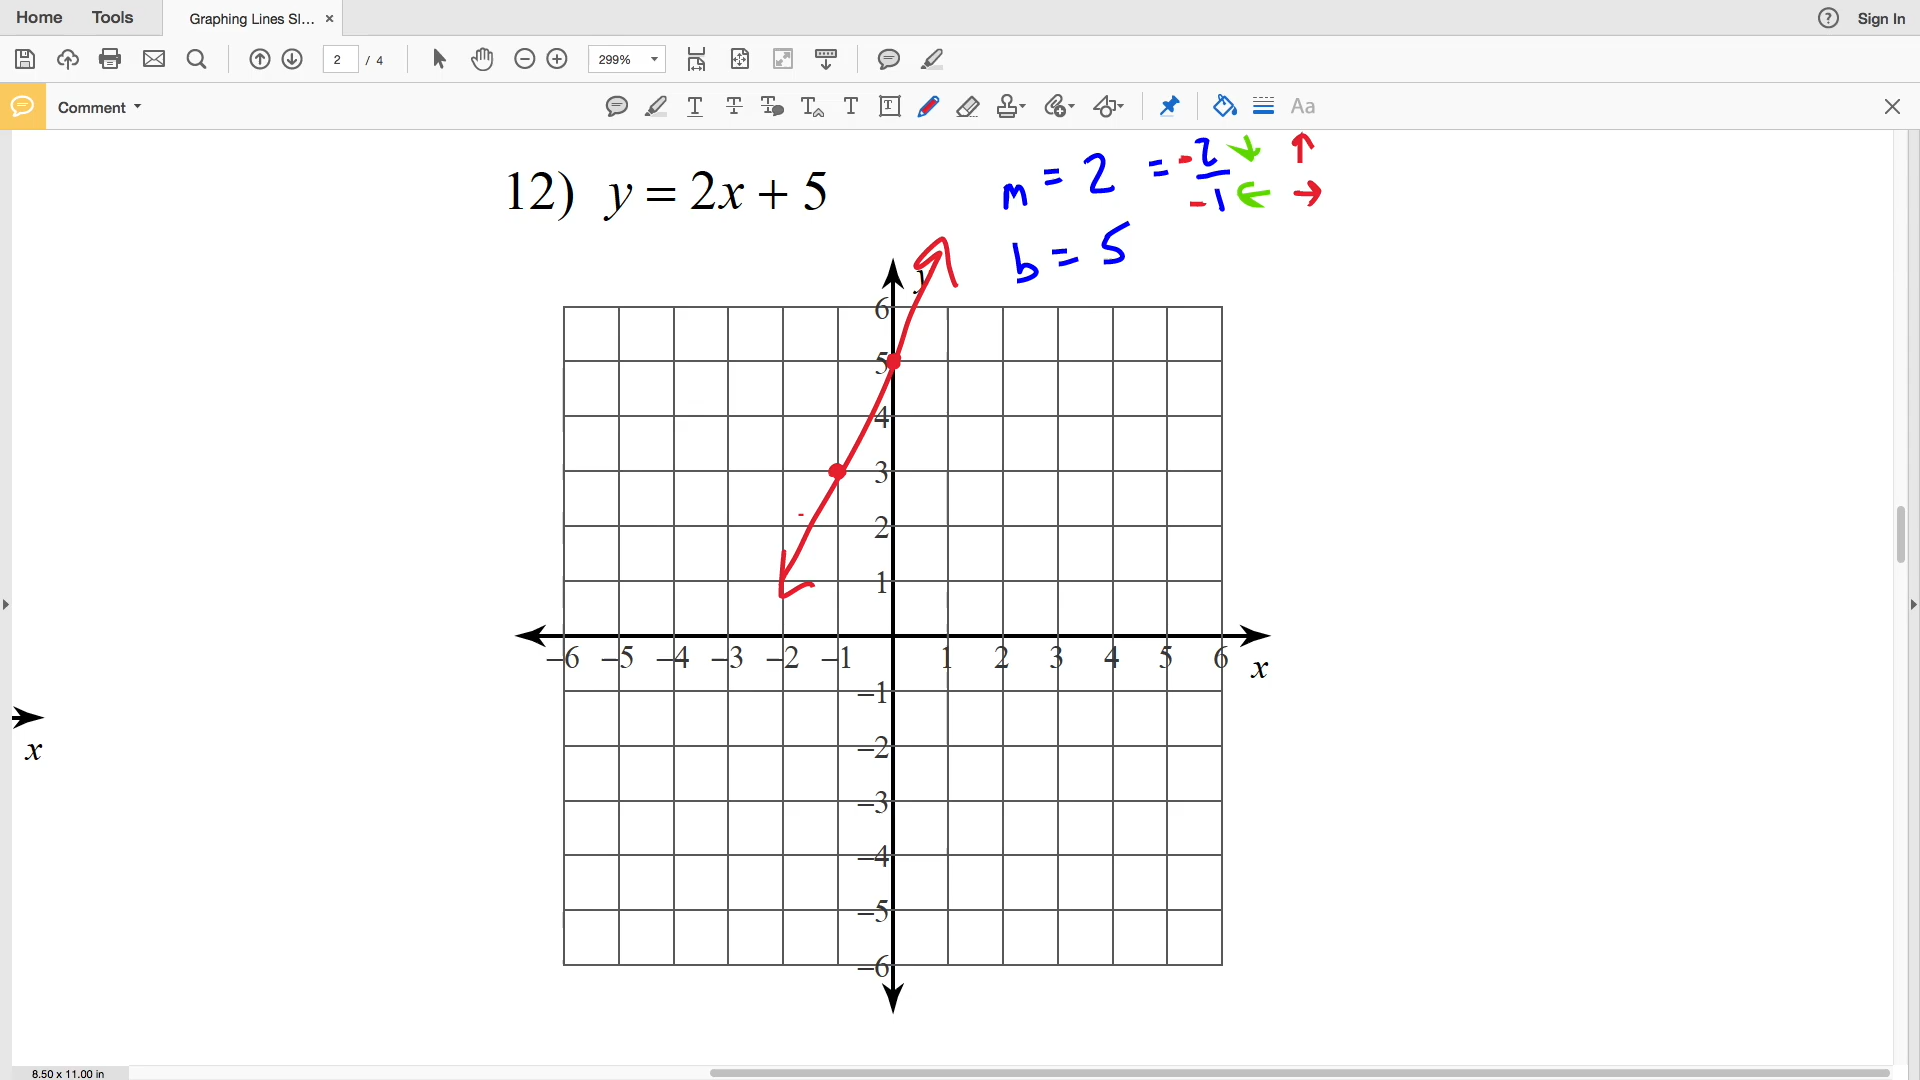 Home Tools Graphing Lines Sl... × ? Sign In
2 / 4 299%
Comment T T T T T T Aa
12) y = 2x + 5
m = 2 = -2/-1
b = 5
y
6
5
4
3
2
1
–6 –5 –4 –3 –2 –1 1 2 3 4 5 6
x
–1
–2
–3
–4
–5
–6
x
8.50 x 11.00 in